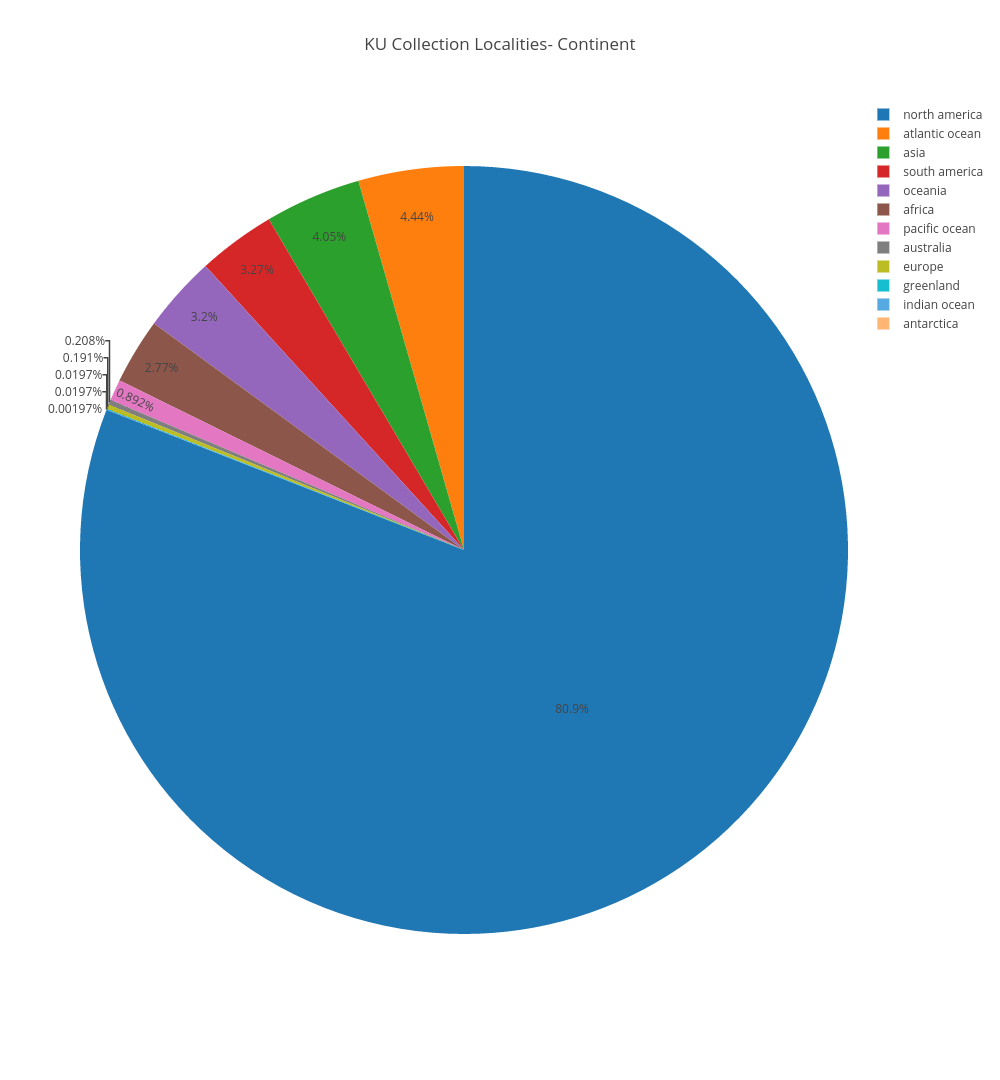 KU Collection Localities- Continent
north america
atlantic ocean
asia
south america
oceania
africa
pacific ocean
australia
europe
greenland
indian ocean
antarctica
4.44%
4.05%
3.27%
3.2%
2.77%
0.892%
0.208%
0.191%
0.0197%
0.0197%
0.00197%
80.9%